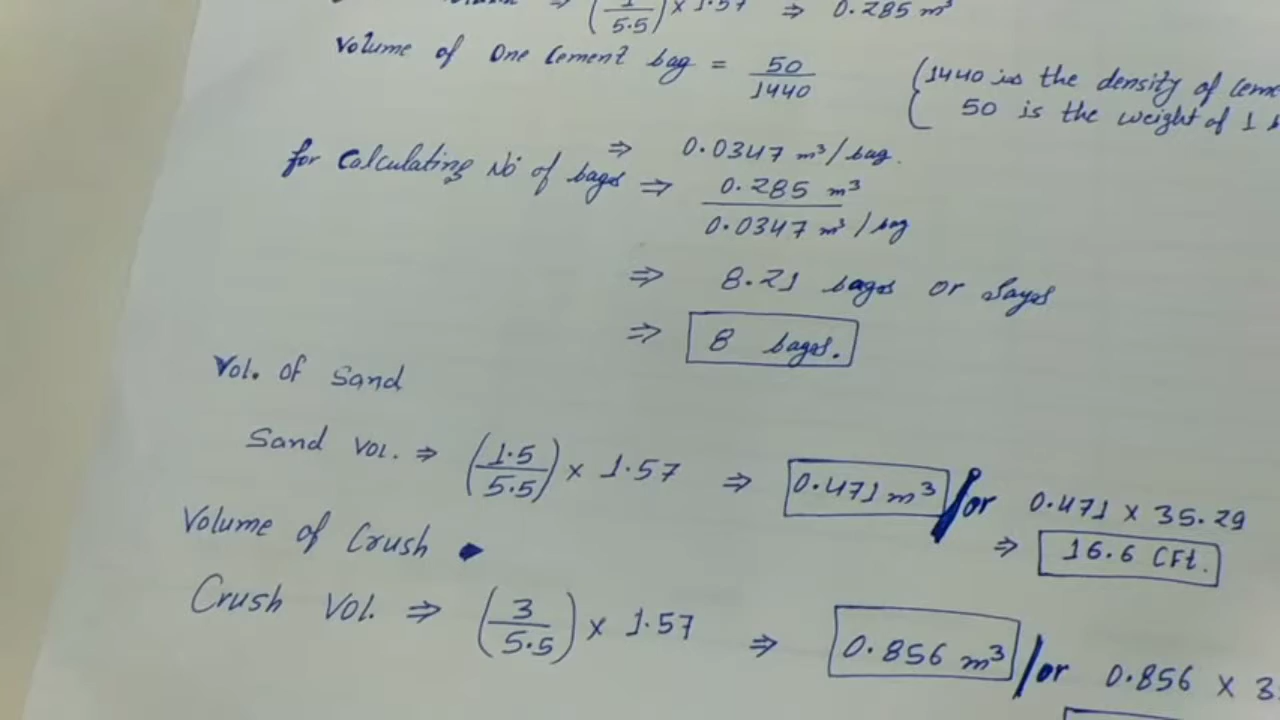 (1/5.5) × 1.57 ⇒ 0.285 m³
Volume of One Cement bag = 50/1440 (1440 is the density of Ceme
50 is the weight of 1 b
⇒ 0.0347 m³/bag.
for Calculating No of bags ⇒ 0.285 m³ / 0.0347 m³/bag
⇒ 8.21 bags or Says
⇒ 8 bags.
Vol. of Sand
Sand Vol. ⇒ (1.5/5.5) × 1.57 ⇒ 0.471 m³ / or 0.471 × 35.29
⇒ 16.6 CFt.
Volume of Crush
Crush Vol. ⇒ (3/5.5) × 1.57 ⇒ 0.856 m³ / or 0.856 × 3